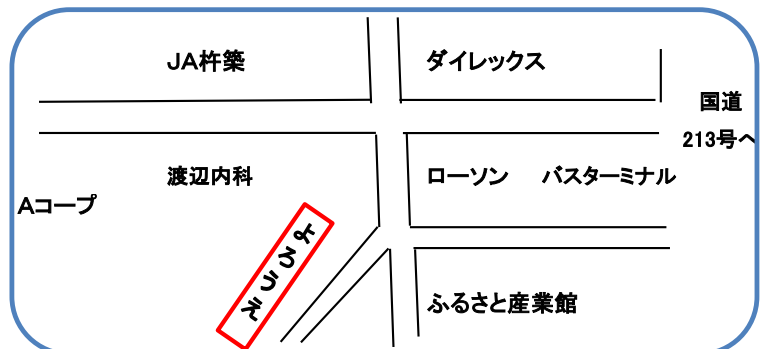 JA杵築
ダイレックス
国道
213号へ
渡辺内科
ローソン
バスターミナル
Aコープ
よろうえ
ふるさと産業館